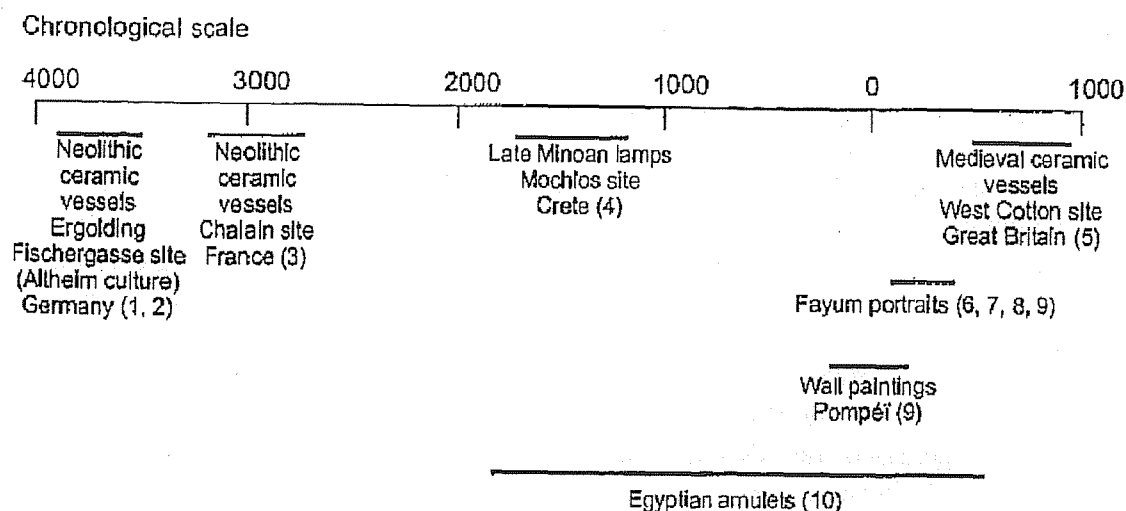 Chronological scale
4000 3000 2000 1000 0 1000
Neolithic
ceramic
vessels
Ergolding
Fischergasse site
(Altheim culture)
Germany (1, 2)
Neolithic
ceramic
vessels
Chalain site
France (3)
Late Minoan lamps
Mochlos site
Crete (4)
Medieval ceramic
vessels
West Cotton site
Great Britain (5)
Fayum portraits (6, 7, 8, 9)
Wall paintings
Pompéï (9)
Egyptian amulets (10)